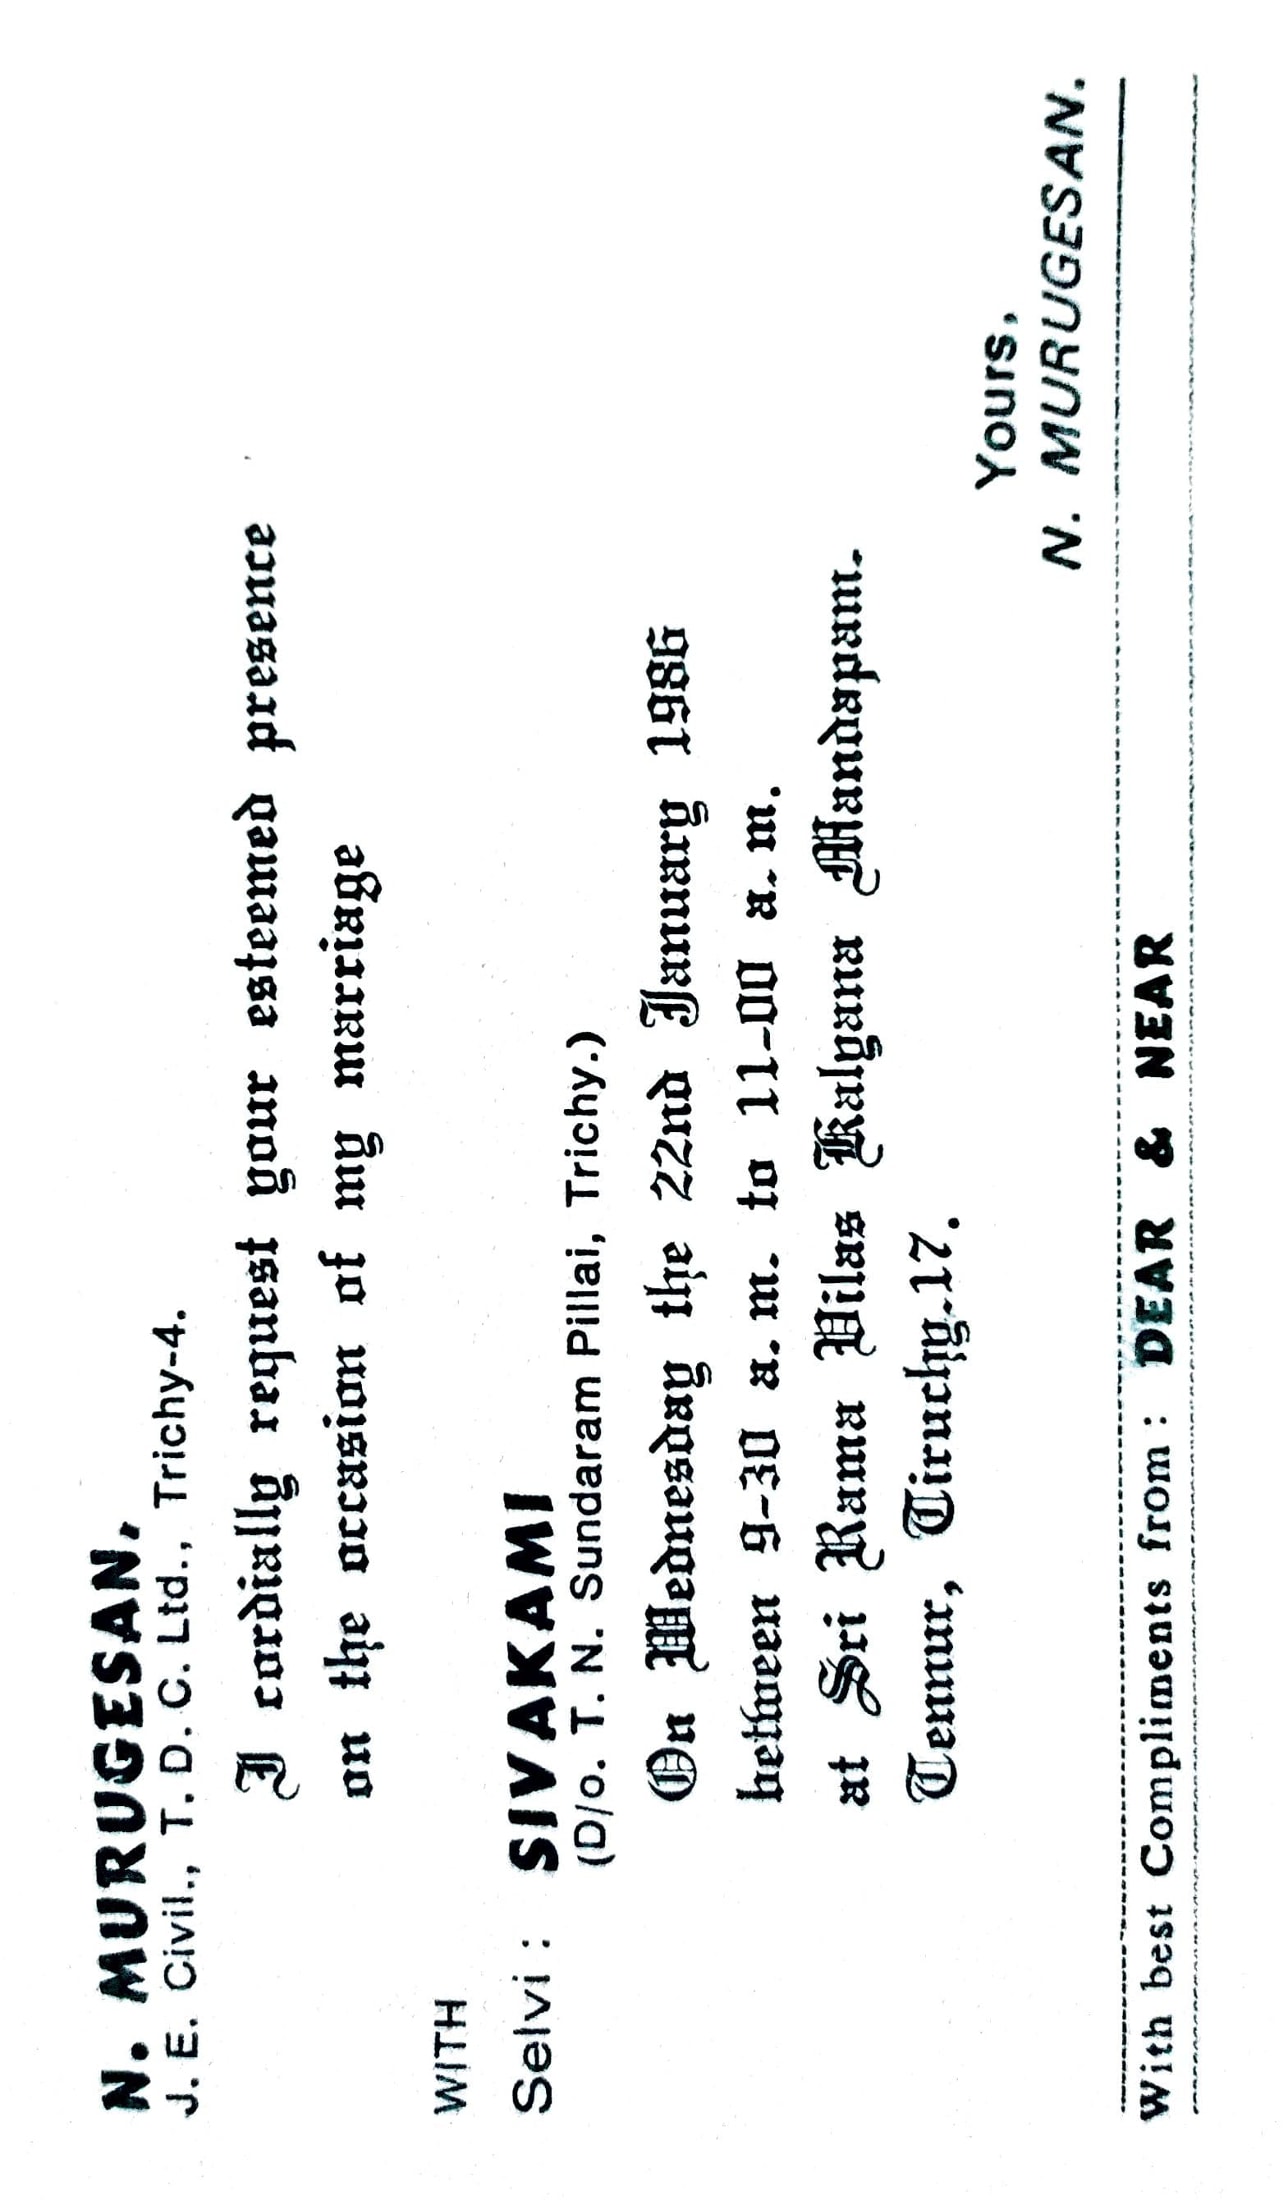 N. MURUGESAN,
J. E. Civil., T. D. C. Ltd., Trichy-4.
I cordially request your esteemed presence
on the occasion of my marriage
WITH
Selvi : SIVAKAMI
(D/o. T. N. Sundaram Pillai, Trichy.)
On Wednesday the 22nd January 1986
between 9-30 a. m. to 11-00 a. m.
at Sri Rama Vilas Kalyana Mandapam.
Tennur, Tiruchy-17.
Yours,
N. MURUGESAN.
With best Compliments from : DEAR & NEAR